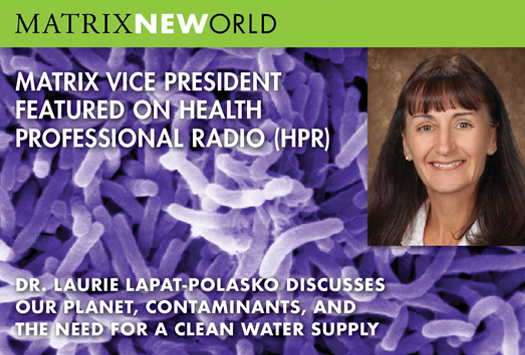 MATRIXNEWORLD
MATRIX VICE PRESIDENT
FEATURED ON HEALTH
PROFESSIONAL RADIO (HPR)
DR. LAURIE LAPAT-POLASKO DISCUSSES
OUR PLANET, CONTAMINANTS, AND
THE NEED FOR A CLEAN WATER SUPPLY